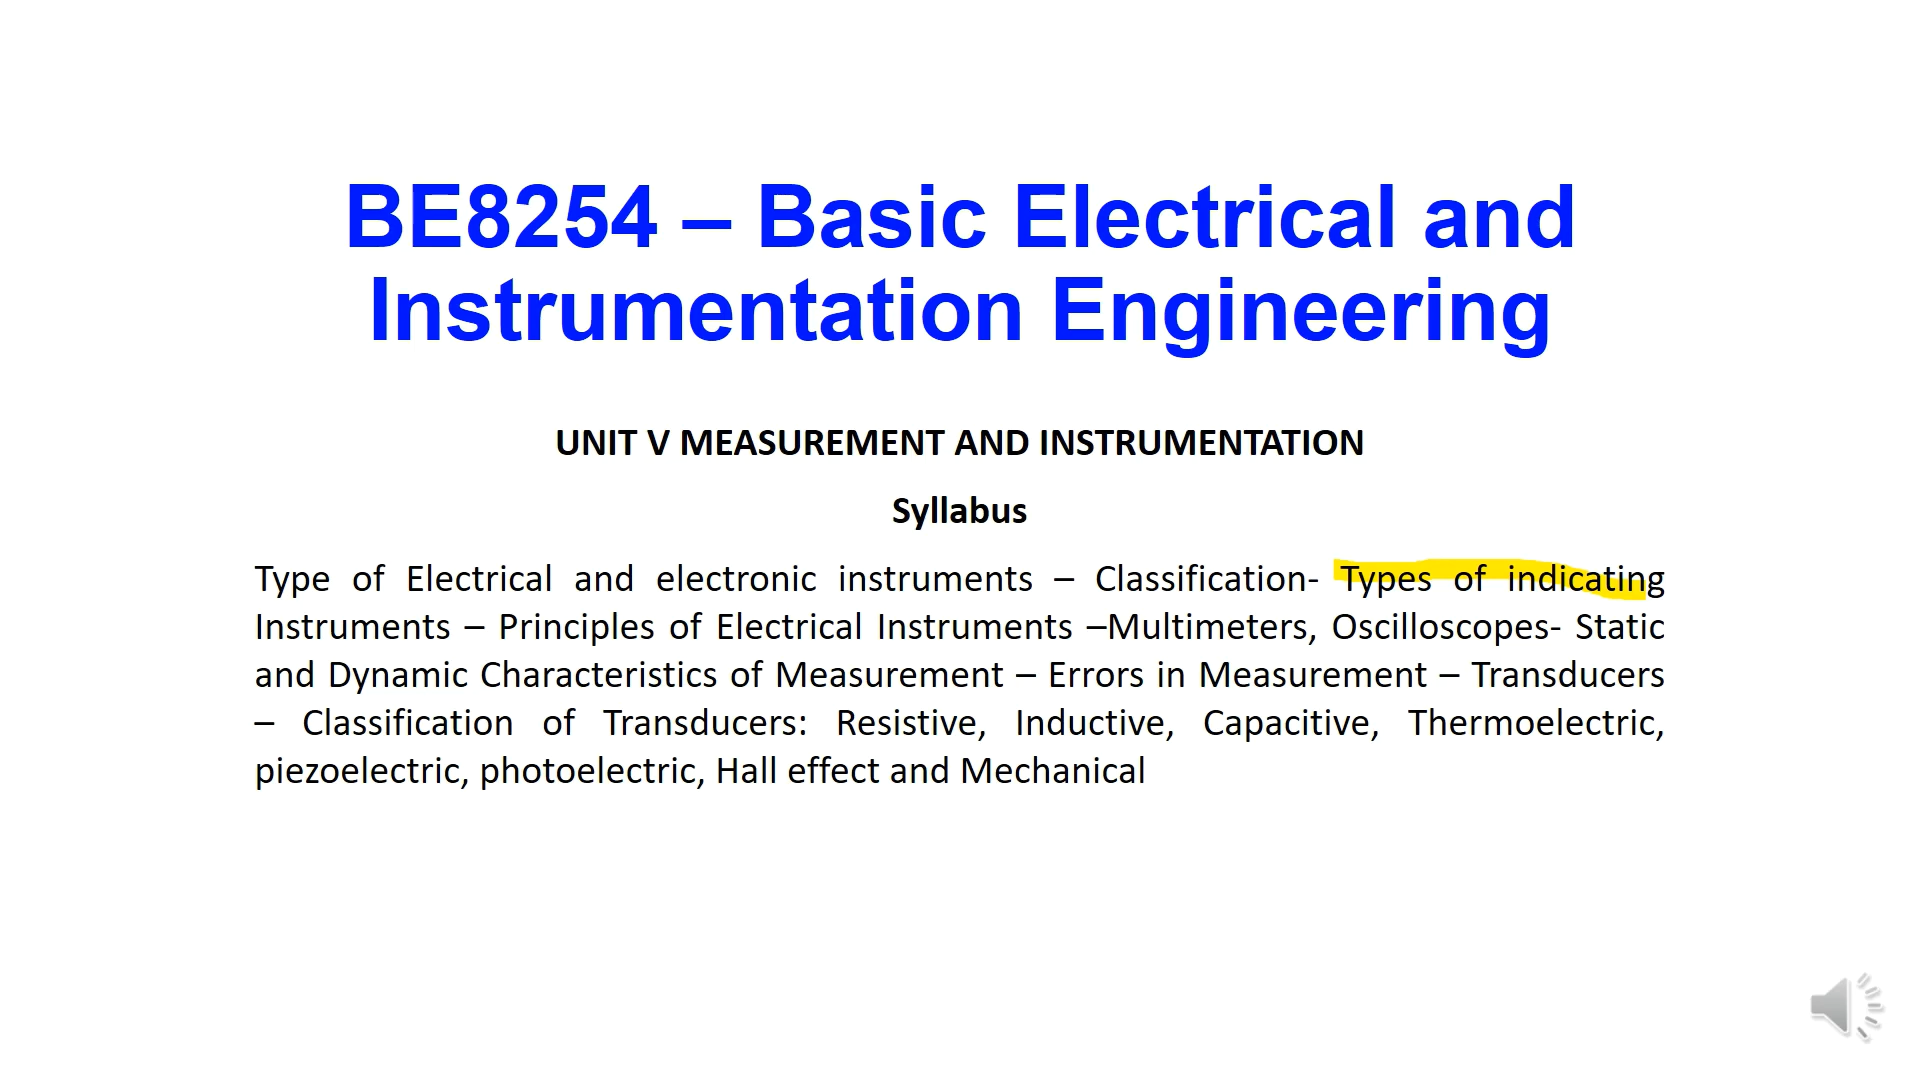 BE8254 – Basic Electrical and
Instrumentation Engineering
UNIT V MEASUREMENT AND INSTRUMENTATION
Syllabus
Type of Electrical and electronic instruments – Classification- Types of indicating
Instruments – Principles of Electrical Instruments –Multimeters, Oscilloscopes- Static
and Dynamic Characteristics of Measurement – Errors in Measurement – Transducers
– Classification of Transducers: Resistive, Inductive, Capacitive, Thermoelectric,
piezoelectric, photoelectric, Hall effect and Mechanical